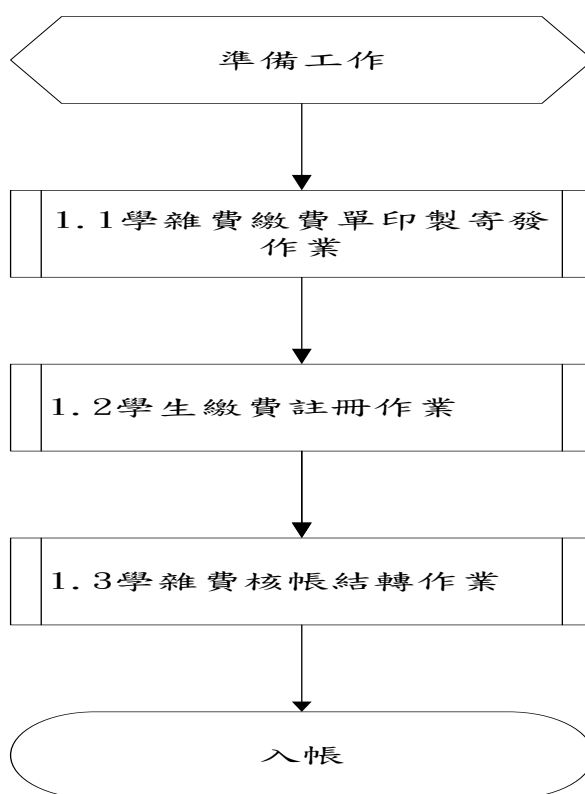 準備工作
1.1學雜費繳費單印製寄發
作業
1.2學生繳費註冊作業
1.3學雜費核帳結轉作業
入帳